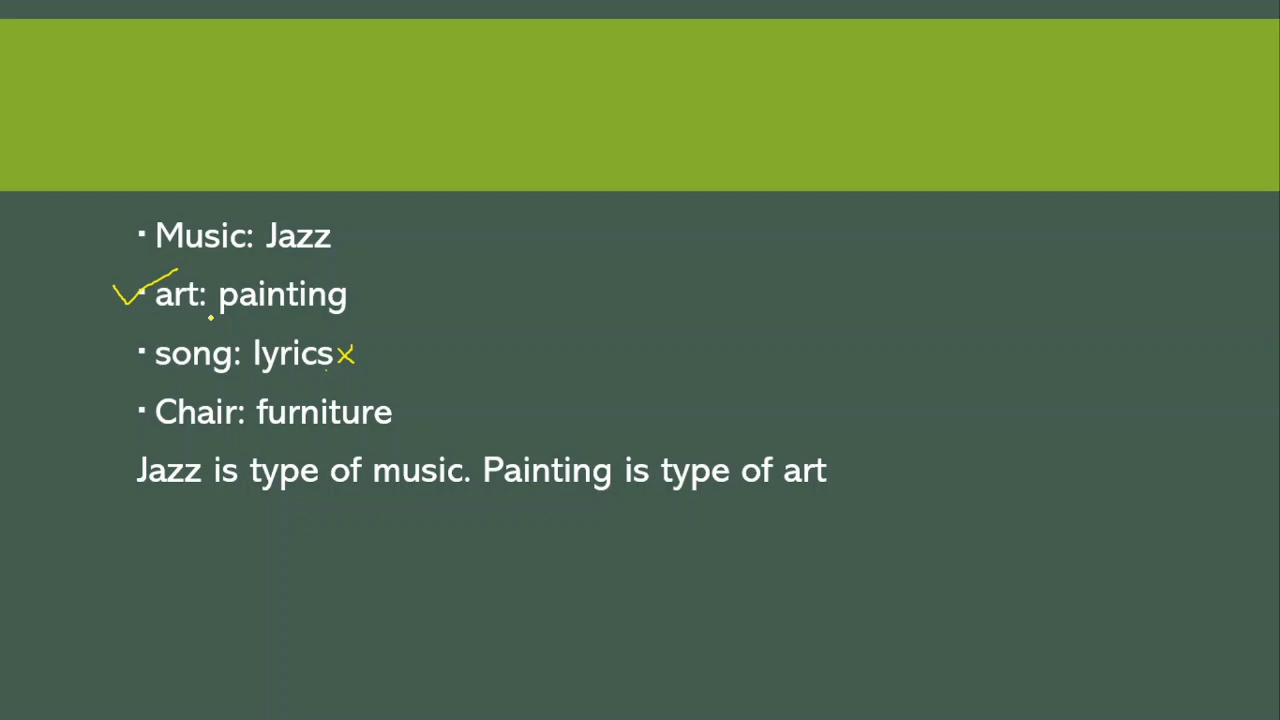 ▪ Music: Jazz
▪ art: painting
▪ song: lyrics
▪ Chair: furniture
Jazz is type of music. Painting is type of art